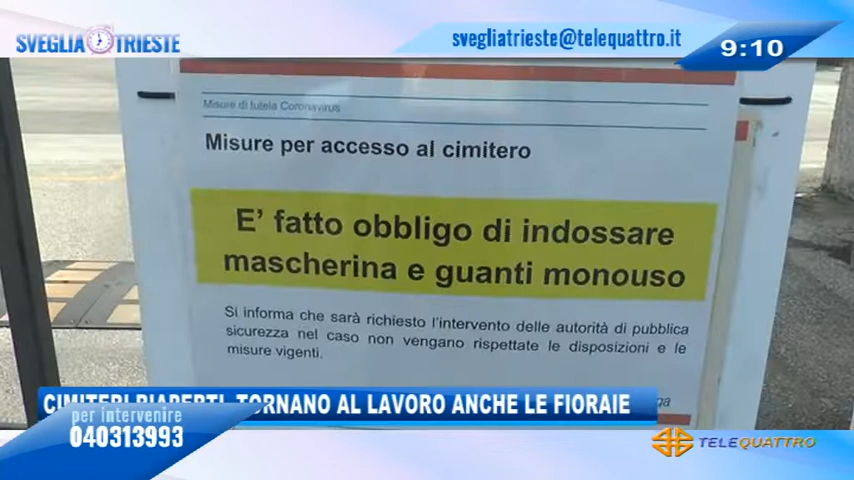 SVEGLIA TRIESTE
svegliatrieste@telequattro.it
9:10
Misure di tutela Coronavirus
Misure per accesso al cimitero
E' fatto obbligo di indossare
mascherina e guanti monouso
Si informa che sarà richiesto l'intervento delle autorità di pubblica
sicurezza nel caso non vengano rispettate le disposizioni e le
misure vigenti.
CIMITERI RIAPERTI, TORNANO AL LAVORO ANCHE LE FIORAIE
per intervenire
040313993
TELEQUATTRO